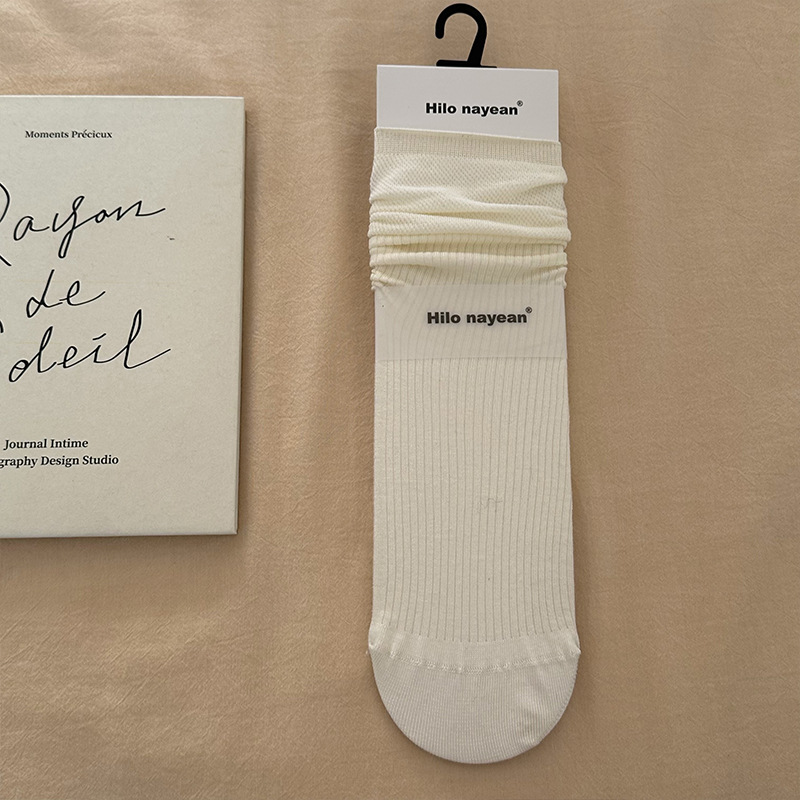 Moments Précieux
Rayon
de
oleil
Journal Intime
graphy Design Studio
Hilo nayean®
Hilo nayean®